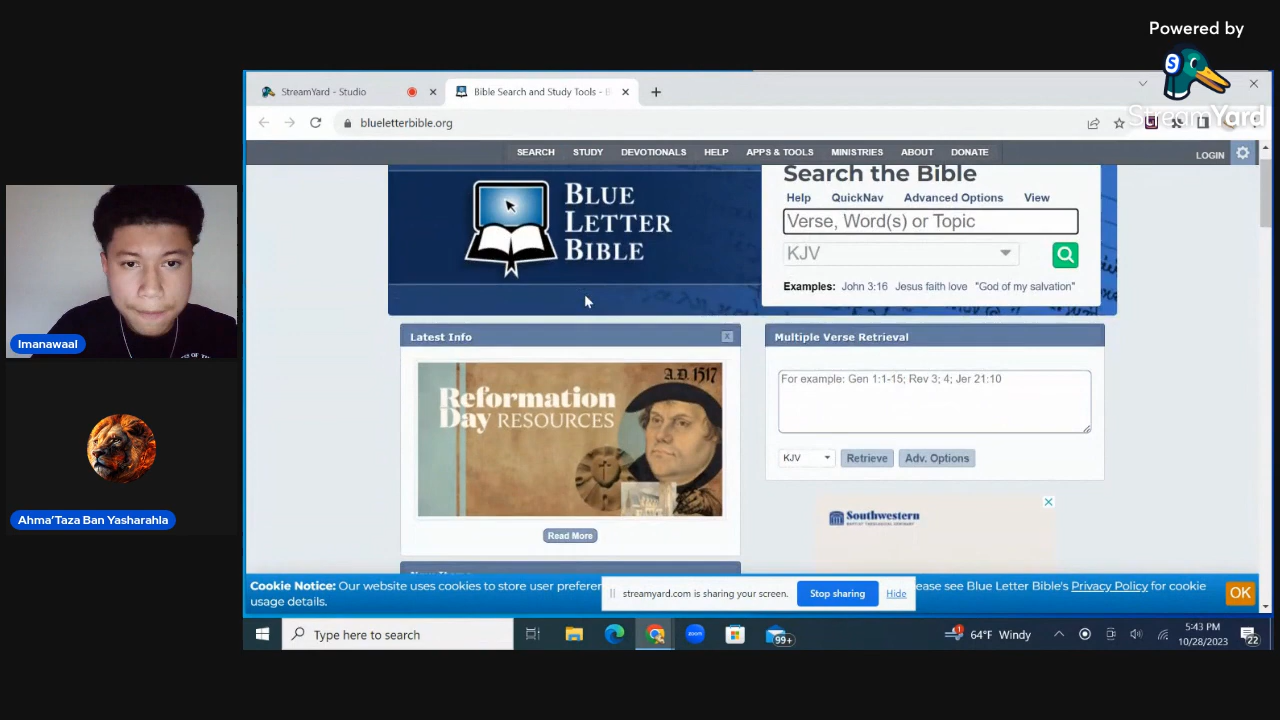 Powered by
StreamYard
StreamYard - Studio
Bible Search and Study Tools - B
blueletterbible.org
SEARCH STUDY DEVOTIONALS HELP APPS & TOOLS MINISTRIES ABOUT DONATE
LOGIN
BLUE
LETTER
BIBLE
Search the Bible
Help QuickNav Advanced Options View
Verse, Word(s) or Topic
KJV
Examples: John 3:16 Jesus faith love "God of my salvation"
Imanawaal
Ahma'Taza Ban Yasharahla
Latest Info
A.D. 1517
Reformation
Day RESOURCES
Read More
Multiple Verse Retrieval
For example: Gen 1:1-15; Rev 3; 4; Jer 21:10
KJV Retrieve Adv. Options
Southwestern
Cookie Notice: Our website uses cookies to store user prefer
ease see Blue Letter Bible's Privacy Policy for cookie
usage details.
OK
streamyard.com is sharing your screen. Stop sharing Hide
Type here to search
zoom
99+
64°F Windy
5:43 PM
10/28/2023
22